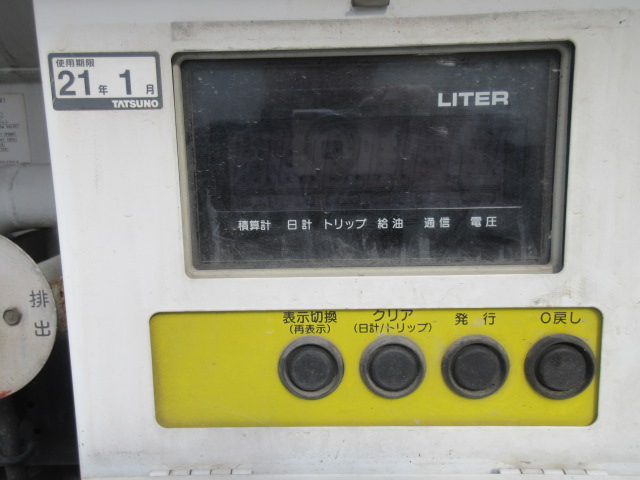 使用期限
21年 1月
TATSUNO
LITER
積算計 日計 トリップ 給油 通信 電圧
表示切換 クリア 発行 0戻し
(再表示) (日計/トリップ)
排出